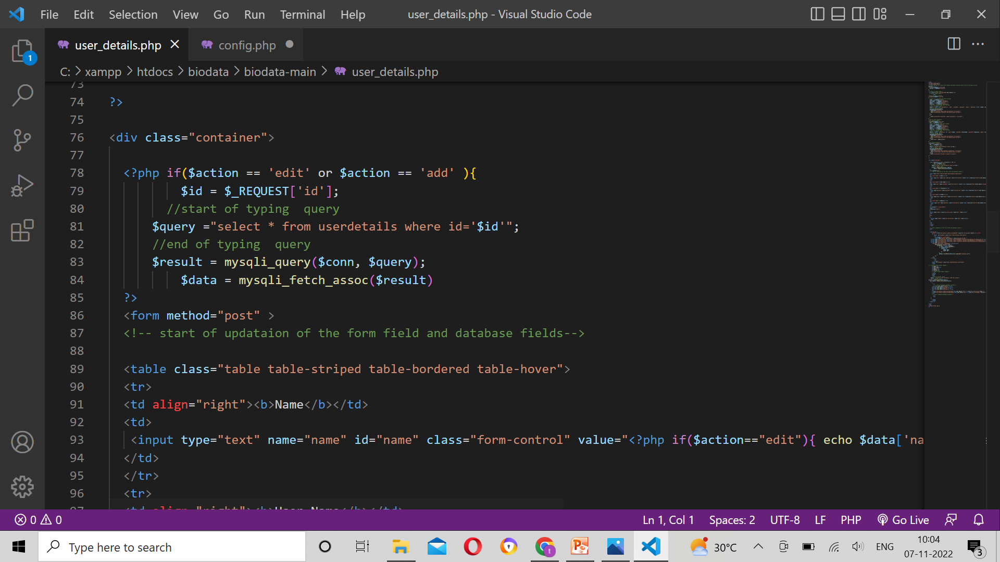 File Edit Selection View Go Run Terminal Help user_details.php - Visual Studio Code
1
user_details.php config.php
C: > xampp > htdocs > biodata > biodata-main > user_details.php
73
74 ?>
75
76 <div class="container">
77
78 <?php if($action == 'edit' or $action == 'add' ){
79 $id = $_REQUEST['id'];
80 //start of typing  query
81 $query ="select * from userdetails where id='$id'";
82 //end of typing  query
83 $result = mysqli_query($conn, $query);
84 $data = mysqli_fetch_assoc($result)
85 ?>
86 <form method="post" >
87 <!-- start of updataion of the form field and database fields-->
88
89 <table class="table table-striped table-bordered table-hover">
90 <tr>
91 <td align="right"><b>Name</b></td>
92 <td>
93 <input type="text" name="name" id="name" class="form-control" value="<?php if($action=="edit"){ echo $data['na
94 </td>
95 </tr>
96 <tr>
97 <td align="right"><b>User Name</b></td>
0 0 Ln 1, Col 1 Spaces: 2 UTF-8 LF PHP Go Live
Type here to search 30°C ENG 10:04
07-11-2022 3